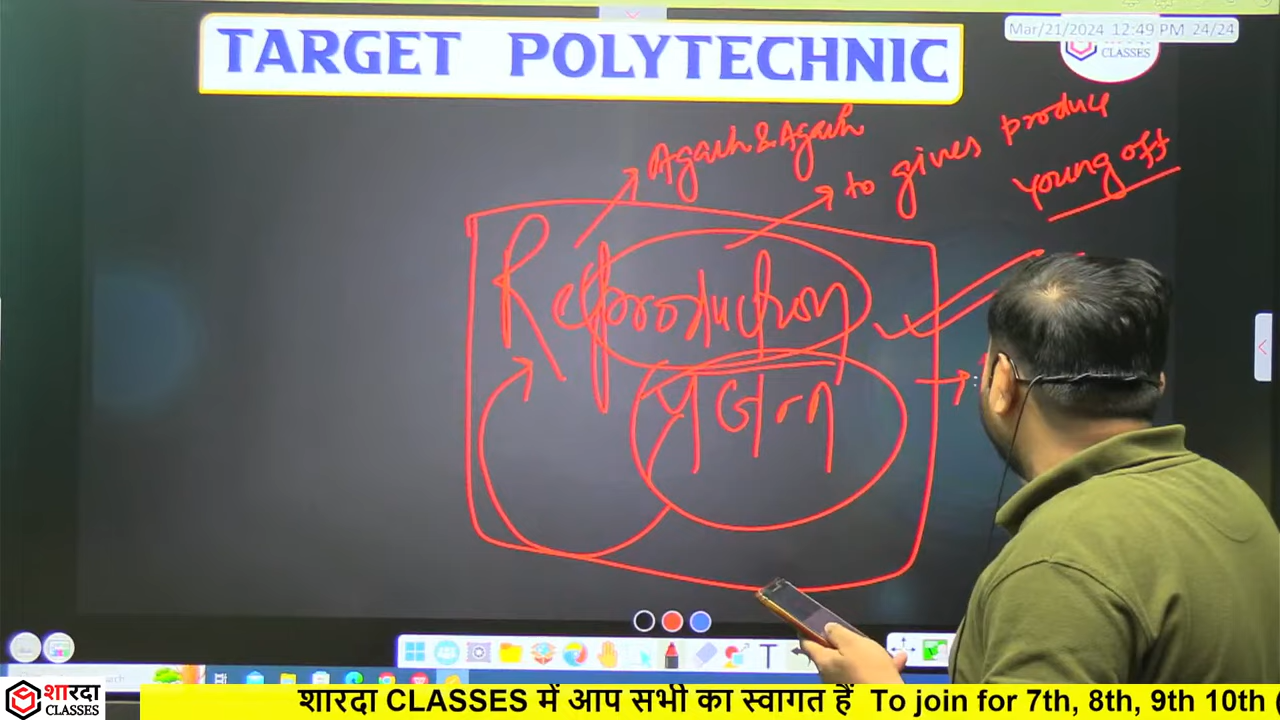 Mar/21/2024 12:49 PM 24/24
TARGET POLYTECHNIC
CLASSES
Agaih & Agaih
to gives produce
young off
Reproduction
प्रजनन
T
शारदा
CLASSES
शारदा CLASSES में आप सभी का स्वागत हैं To join for 7th, 8th, 9th 10th (